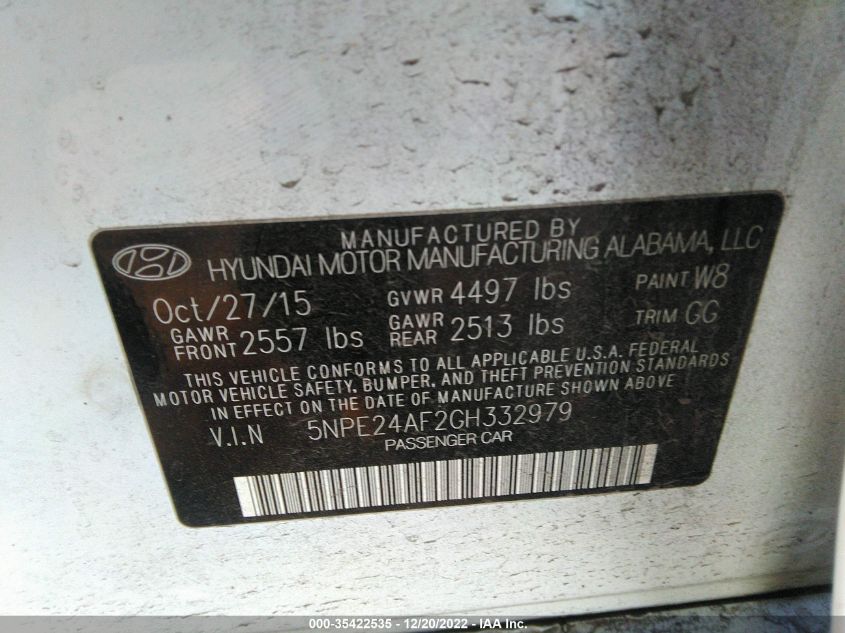 MANUFACTURED BY
HYUNDAI MOTOR MANUFACTURING ALABAMA, LLC
Oct/27/15 GVWR 4497 lbs PAINT W8
GAWR FRONT 2557 lbs GAWR REAR 2513 lbs TRIM GG
THIS VEHICLE CONFORMS TO ALL APPLICABLE U.S.A. FEDERAL
MOTOR VEHICLE SAFETY, BUMPER, AND THEFT PREVENTION STANDARDS
IN EFFECT ON THE DATE OF MANUFACTURE SHOWN ABOVE
V.I.N 5NPE24AF2GH332979
PASSENGER CAR
000-35422535 - 12/20/2022 - IAA Inc.